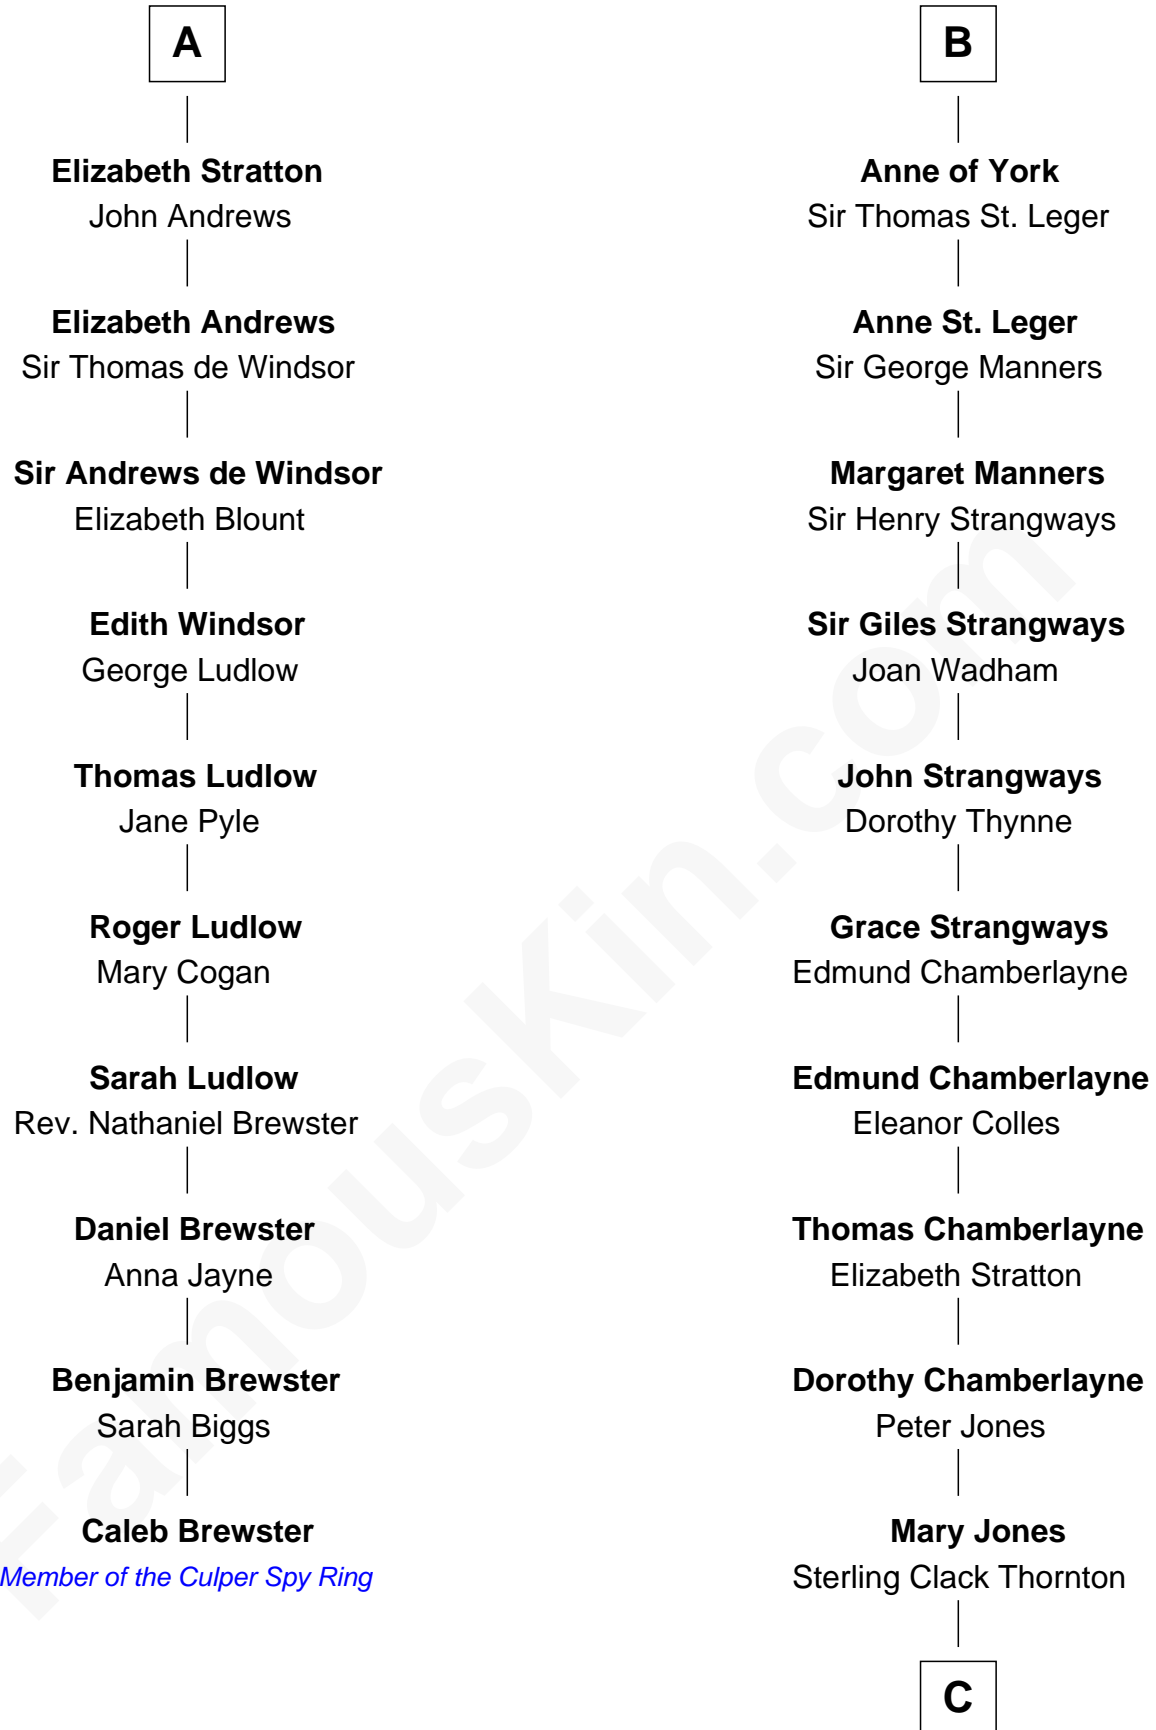 A
Elizabeth Stratton
John Andrews
Elizabeth Andrews
Sir Thomas de Windsor
Sir Andrews de Windsor
Elizabeth Blount
Edith Windsor
George Ludlow
Thomas Ludlow
Jane Pyle
Roger Ludlow
Mary Cogan
Sarah Ludlow
Rev. Nathaniel Brewster
Daniel Brewster
Anna Jayne
Benjamin Brewster
Sarah Biggs
Caleb Brewster
Member of the Culper Spy Ring
B
Anne of York
Sir Thomas St. Leger
Anne St. Leger
Sir George Manners
Margaret Manners
Sir Henry Strangways
Sir Giles Strangways
Joan Wadham
John Strangways
Dorothy Thynne
Grace Strangways
Edmund Chamberlayne
Edmund Chamberlayne
Eleanor Colles
Thomas Chamberlayne
Elizabeth Stratton
Dorothy Chamberlayne
Peter Jones
Mary Jones
Sterling Clack Thornton
C
FamousKin.com